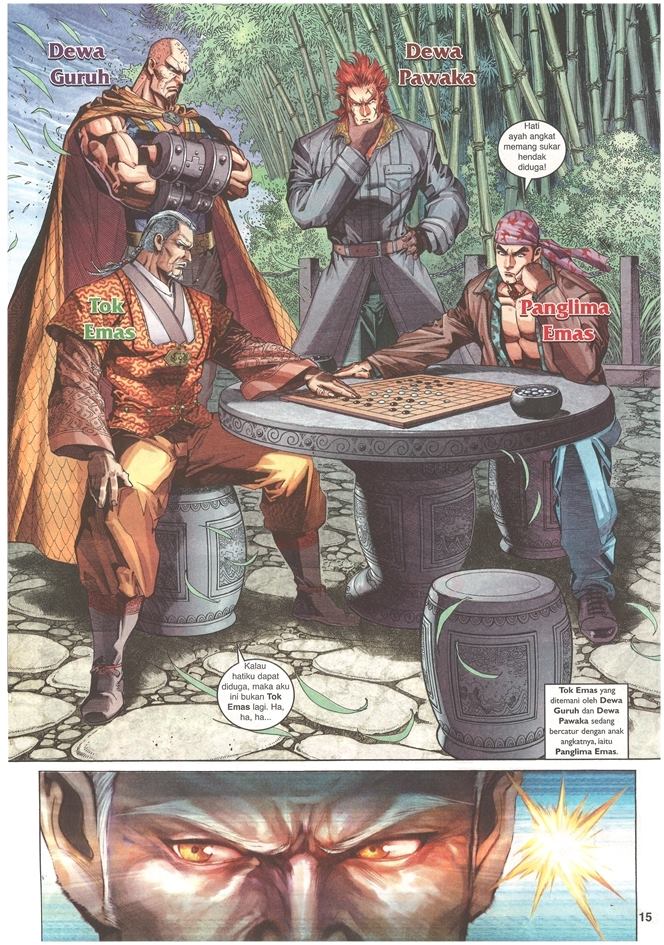 Dewa
Guruh
Dewa
Pawaka
Hati
ayah angkat
memang sukar
hendak
diduga!
Tok
Emas
Panglima
Emas
Kalau
hatiku dapat
diduga, maka aku
ini bukan Tok
Emas lagi. Ha,
ha, ha...
Tok Emas yang
ditemani oleh Dewa
Guruh dan Dewa
Pawaka sedang
bercatur dengan anak
angkatnya, iaitu
Panglima Emas.
15